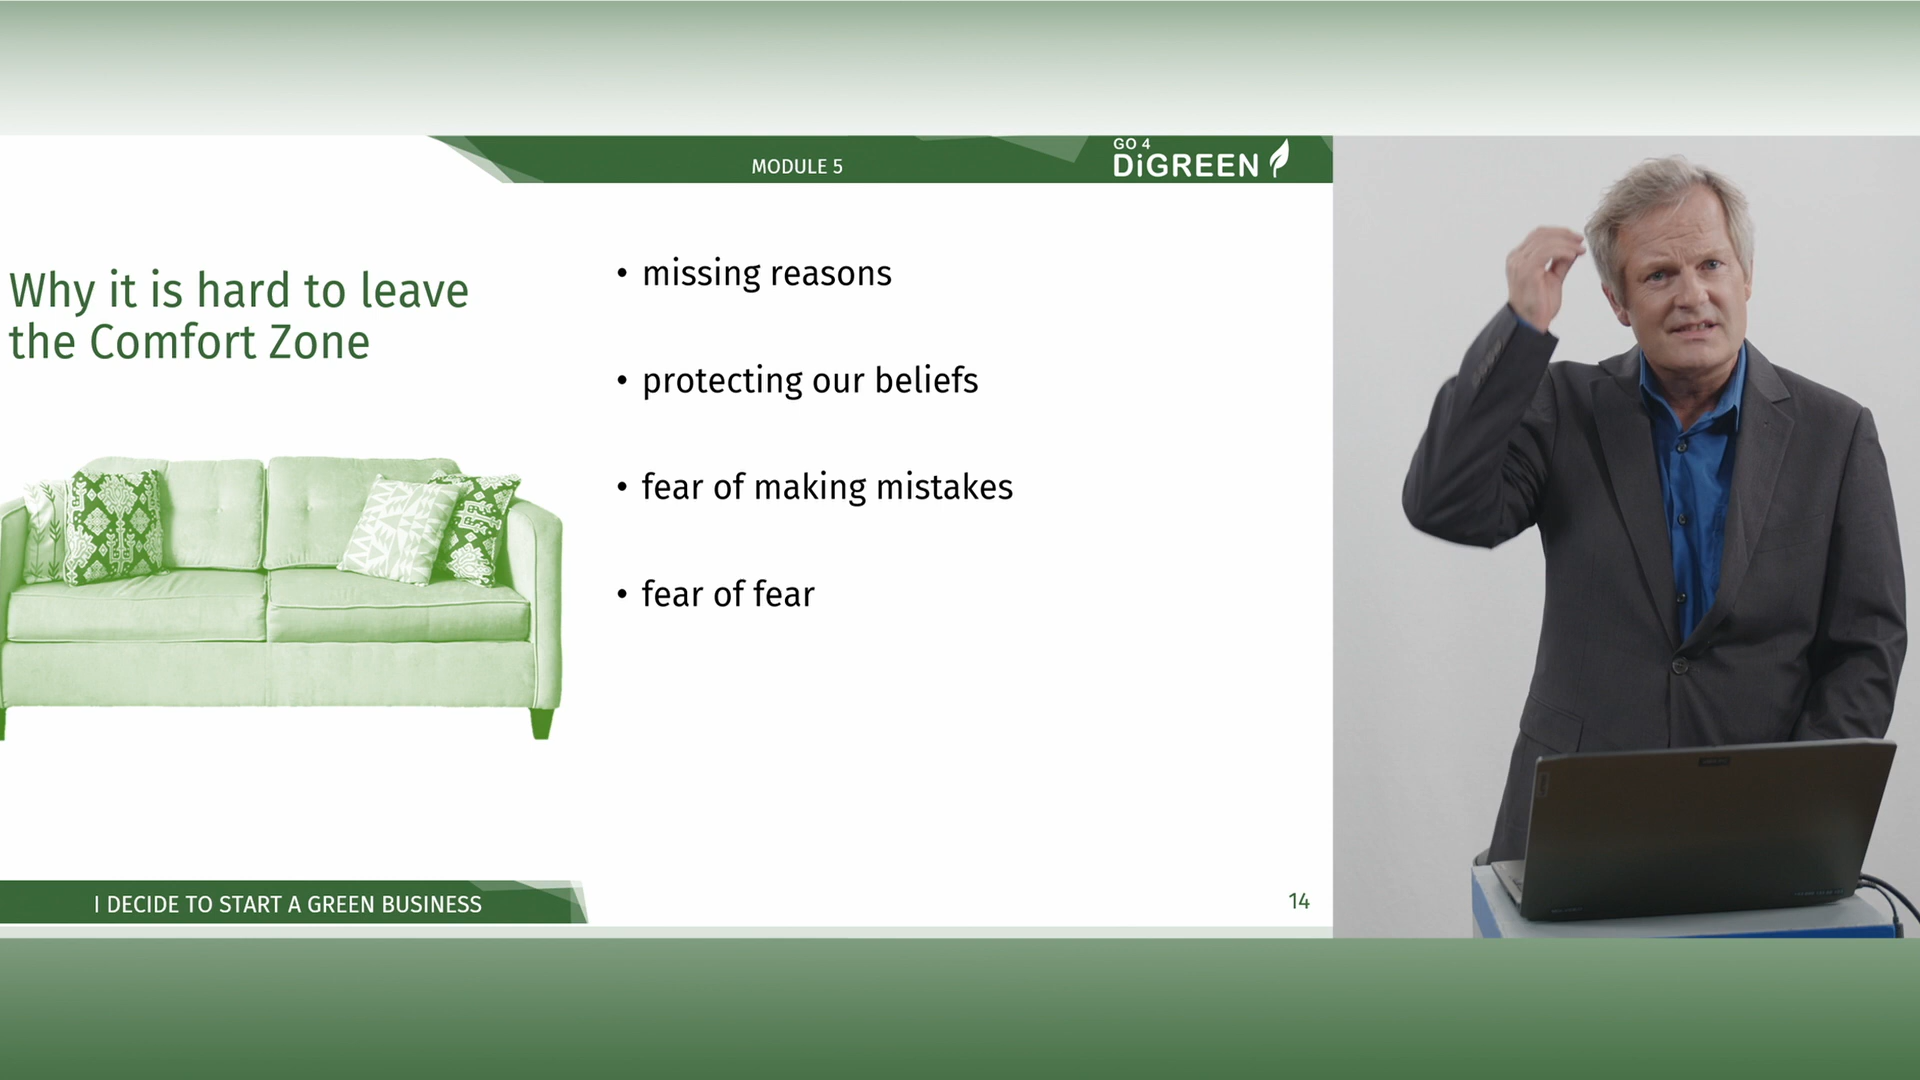 MODULE 5
GO 4
DiGREEN
Why it is hard to leave
the Comfort Zone
• missing reasons
• protecting our beliefs
• fear of making mistakes
• fear of fear
I DECIDE TO START A GREEN BUSINESS
14